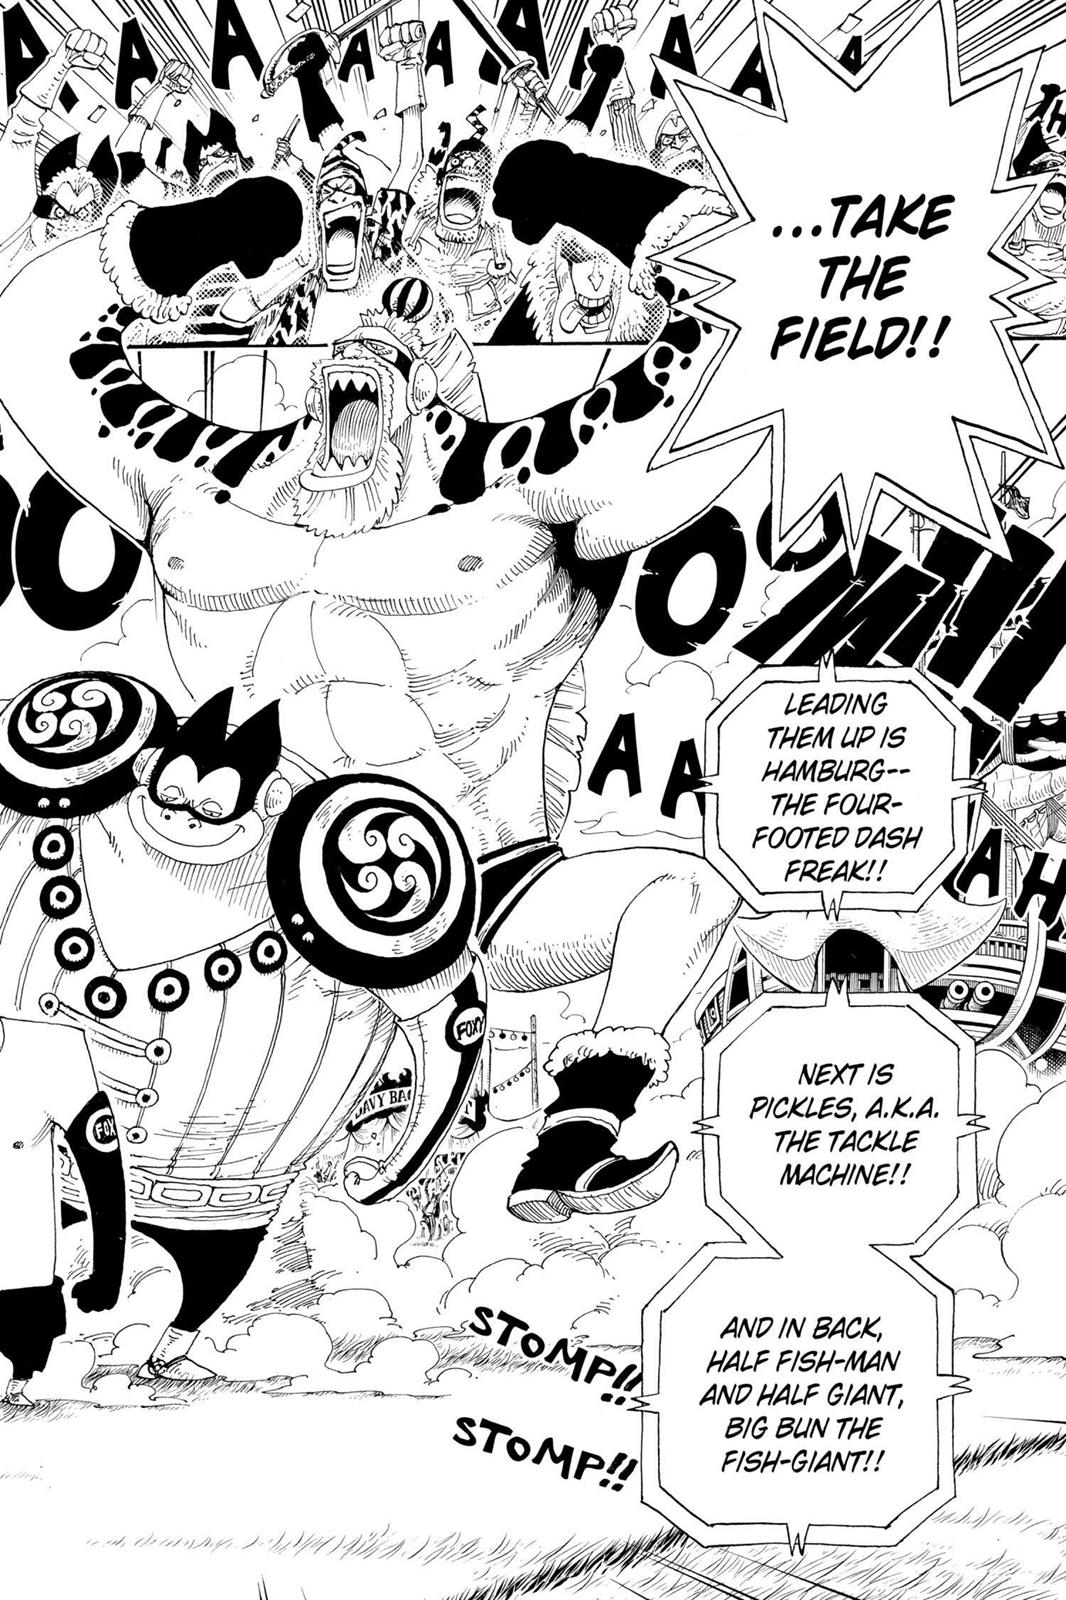 ...TAKE
THE
FIELD!!
LEADING
THEM UP IS
HAMBURG--
THE FOUR-
FOOTED DASH
FREAK!!
NEXT IS
PICKLES, A.K.A.
THE TACKLE
MACHINE!!
AND IN BACK,
HALF FISH-MAN
AND HALF GIANT,
BIG BUN THE
FISH-GIANT!!
STOMP!!
STOMP!!
FOXY